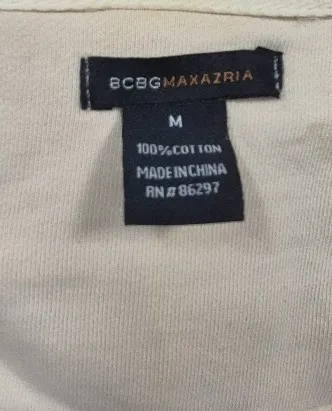 BCBGMAXAZRIA
M
100%COTTON
MADE IN CHINA
RN#86297